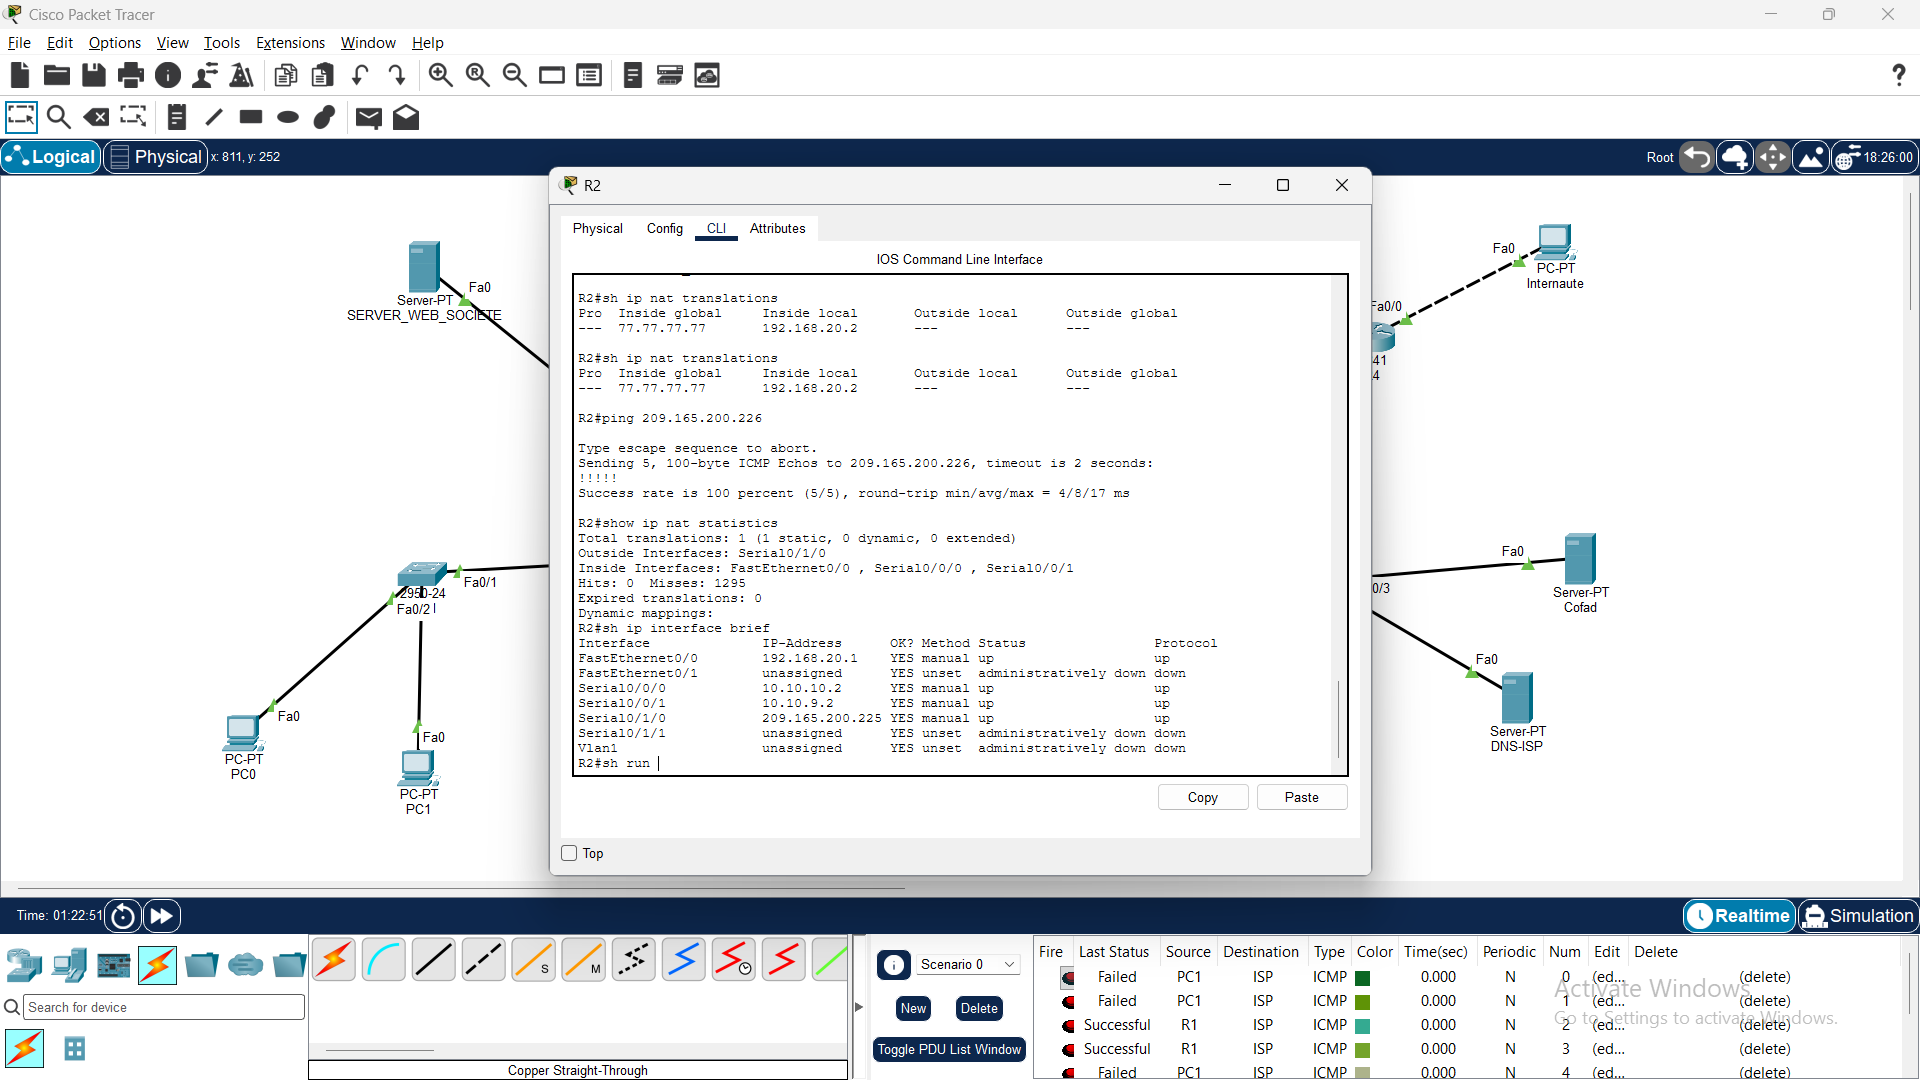 Cisco Packet Tracer
File Edit Options View Tools Extensions Window Help
Logical Physical x: 811, y: 252 Root 18:26:00
R2
Physical Config CLI Attributes
IOS Command Line Interface
R2#sh ip nat translations
Pro Inside global Inside local Outside local Outside global
--- 77.77.77.77 192.168.20.2 --- ---
R2#sh ip nat translations
Pro Inside global Inside local Outside local Outside global
--- 77.77.77.77 192.168.20.2 --- ---
R2#ping 209.165.200.226
Type escape sequence to abort.
Sending 5, 100-byte ICMP Echos to 209.165.200.226, timeout is 2 seconds:
!!!!!
Success rate is 100 percent (5/5), round-trip min/avg/max = 4/8/17 ms
R2#show ip nat statistics
Total translations: 1 (1 static, 0 dynamic, 0 extended)
Outside Interfaces: Serial0/1/0
Inside Interfaces: FastEthernet0/0 , Serial0/0/0 , Serial0/0/1
Hits: 0 Misses: 1295
Expired translations: 0
Dynamic mappings:
R2#sh ip interface brief
Interface IP-Address OK? Method Status Protocol
FastEthernet0/0 192.168.20.1 YES manual up up
FastEthernet0/1 unassigned YES unset administratively down down
Serial0/0/0 10.10.10.2 YES manual up up
Serial0/0/1 10.10.9.2 YES manual up up
Serial0/1/0 209.165.200.225 YES manual up up
Serial0/1/1 unassigned YES unset administratively down down
Vlan1 unassigned YES unset administratively down down
R2#sh run
Copy Paste
Top
Fa0
Server-PT
SERVER_WEB_SOCIETE
Fa0/1
2950-24
Fa0/2
Fa0
PC-PT
PC0
Fa0
PC-PT
PC1
Fa0
PC-PT
Internaute
Fa0/0
41
4
Fa0
Server-PT
Cofad
0/3
Fa0
Server-PT
DNS-ISP
Time: 01:22:51 Realtime Simulation
Search for device
S
M
Copper Straight-Through
Scenario 0
New Delete
Toggle PDU List Window
Fire Last Status Source Destination Type Color Time(sec) Periodic Num Edit Delete
Failed PC1 ISP ICMP 0.000 N 0 (ed... (delete)
Failed PC1 ISP ICMP 0.000 N 1 (ed... (delete)
Successful R1 ISP ICMP 0.000 N 2 (ed... (delete)
Successful R1 ISP ICMP 0.000 N 3 (ed... (delete)
Failed PC1 ISP ICMP 0.000 N 4 (ed... (delete)
Activate Windows
Go to Settings to activate Windows.